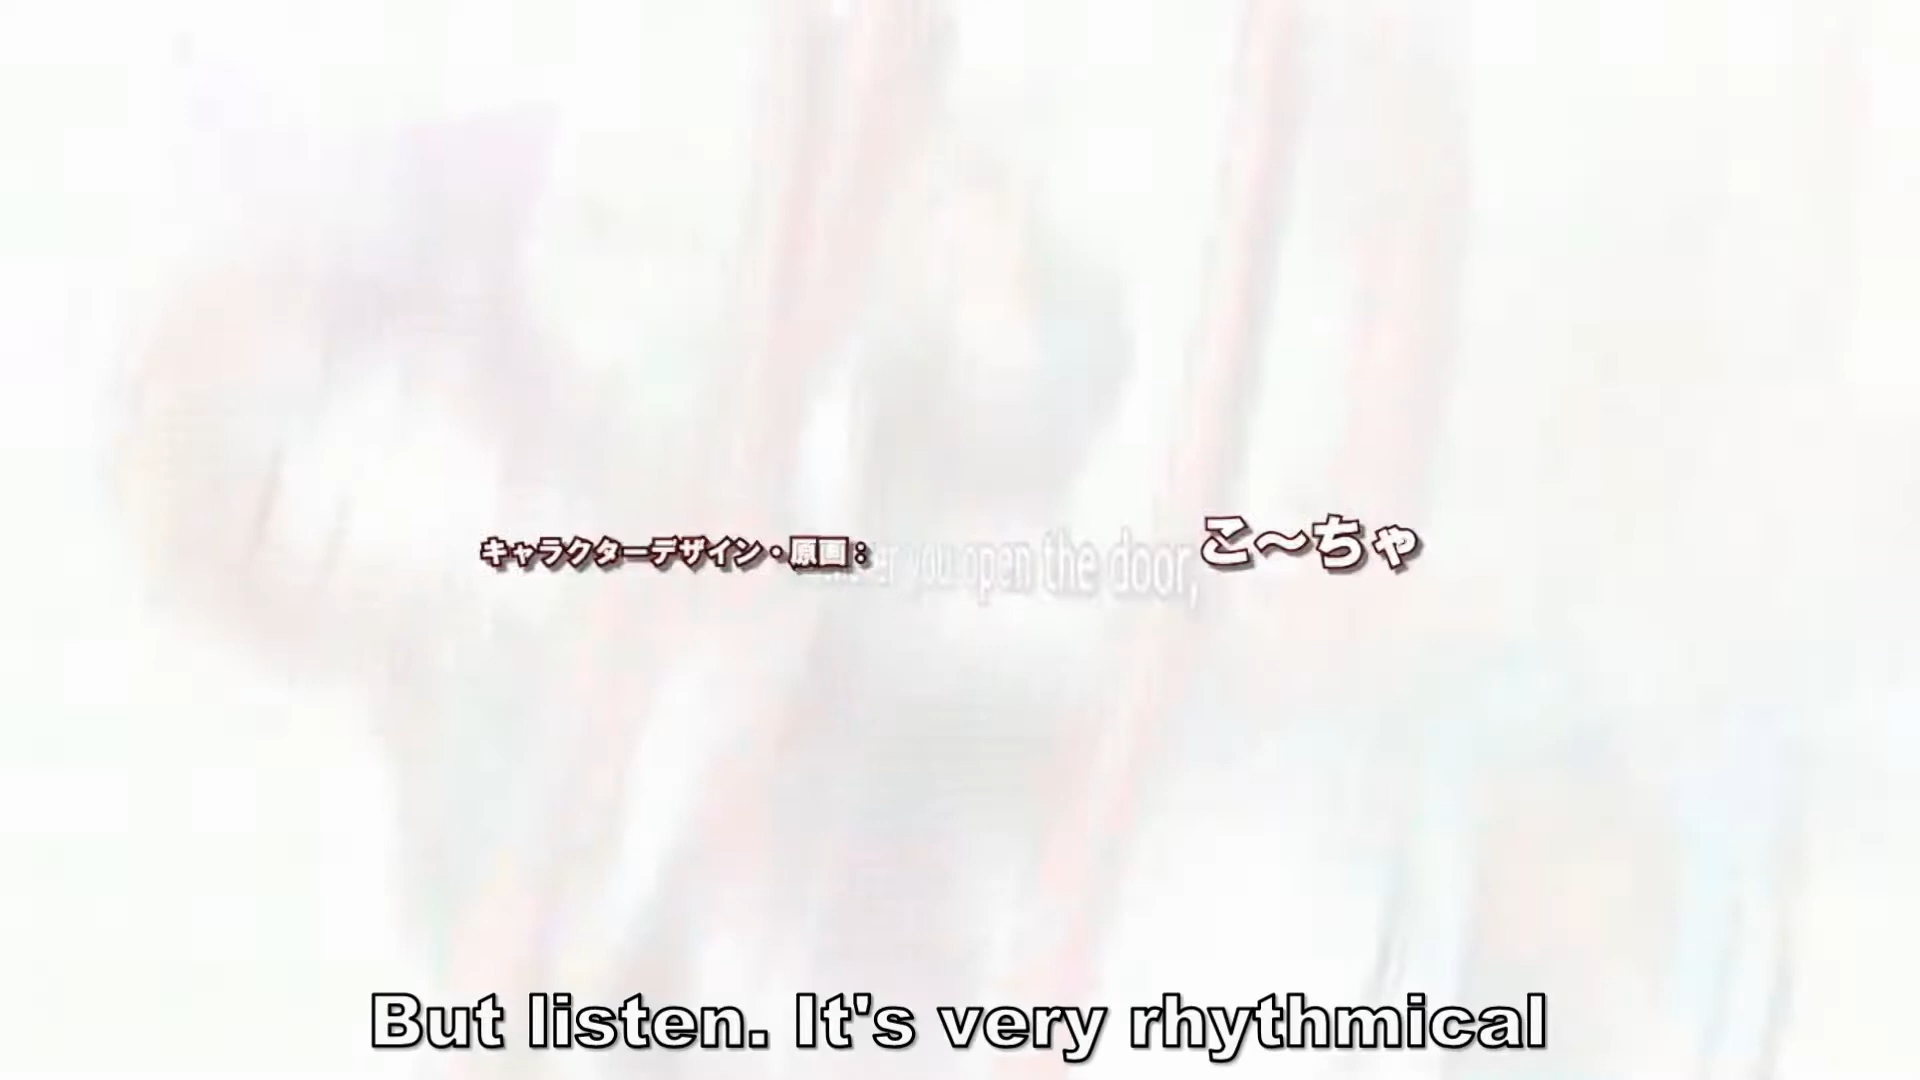 キャラクターデザイン・原画： こ～ちゃ
you open the door,
But listen. It's very rhythmical